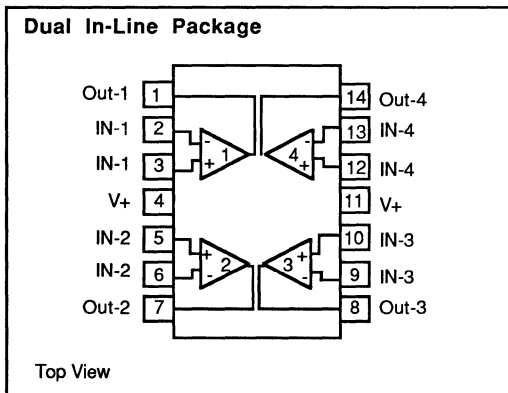 Dual In-Line Package
Out-1 1 14 Out-4
IN-1 2 - - 13 IN-4
1 4
IN-1 3 + + 12 IN-4
V+ 4 11 V+
IN-2 5 + + 10 IN-3
2 3
IN-2 6 - - 9 IN-3
Out-2 7 8 Out-3
Top View